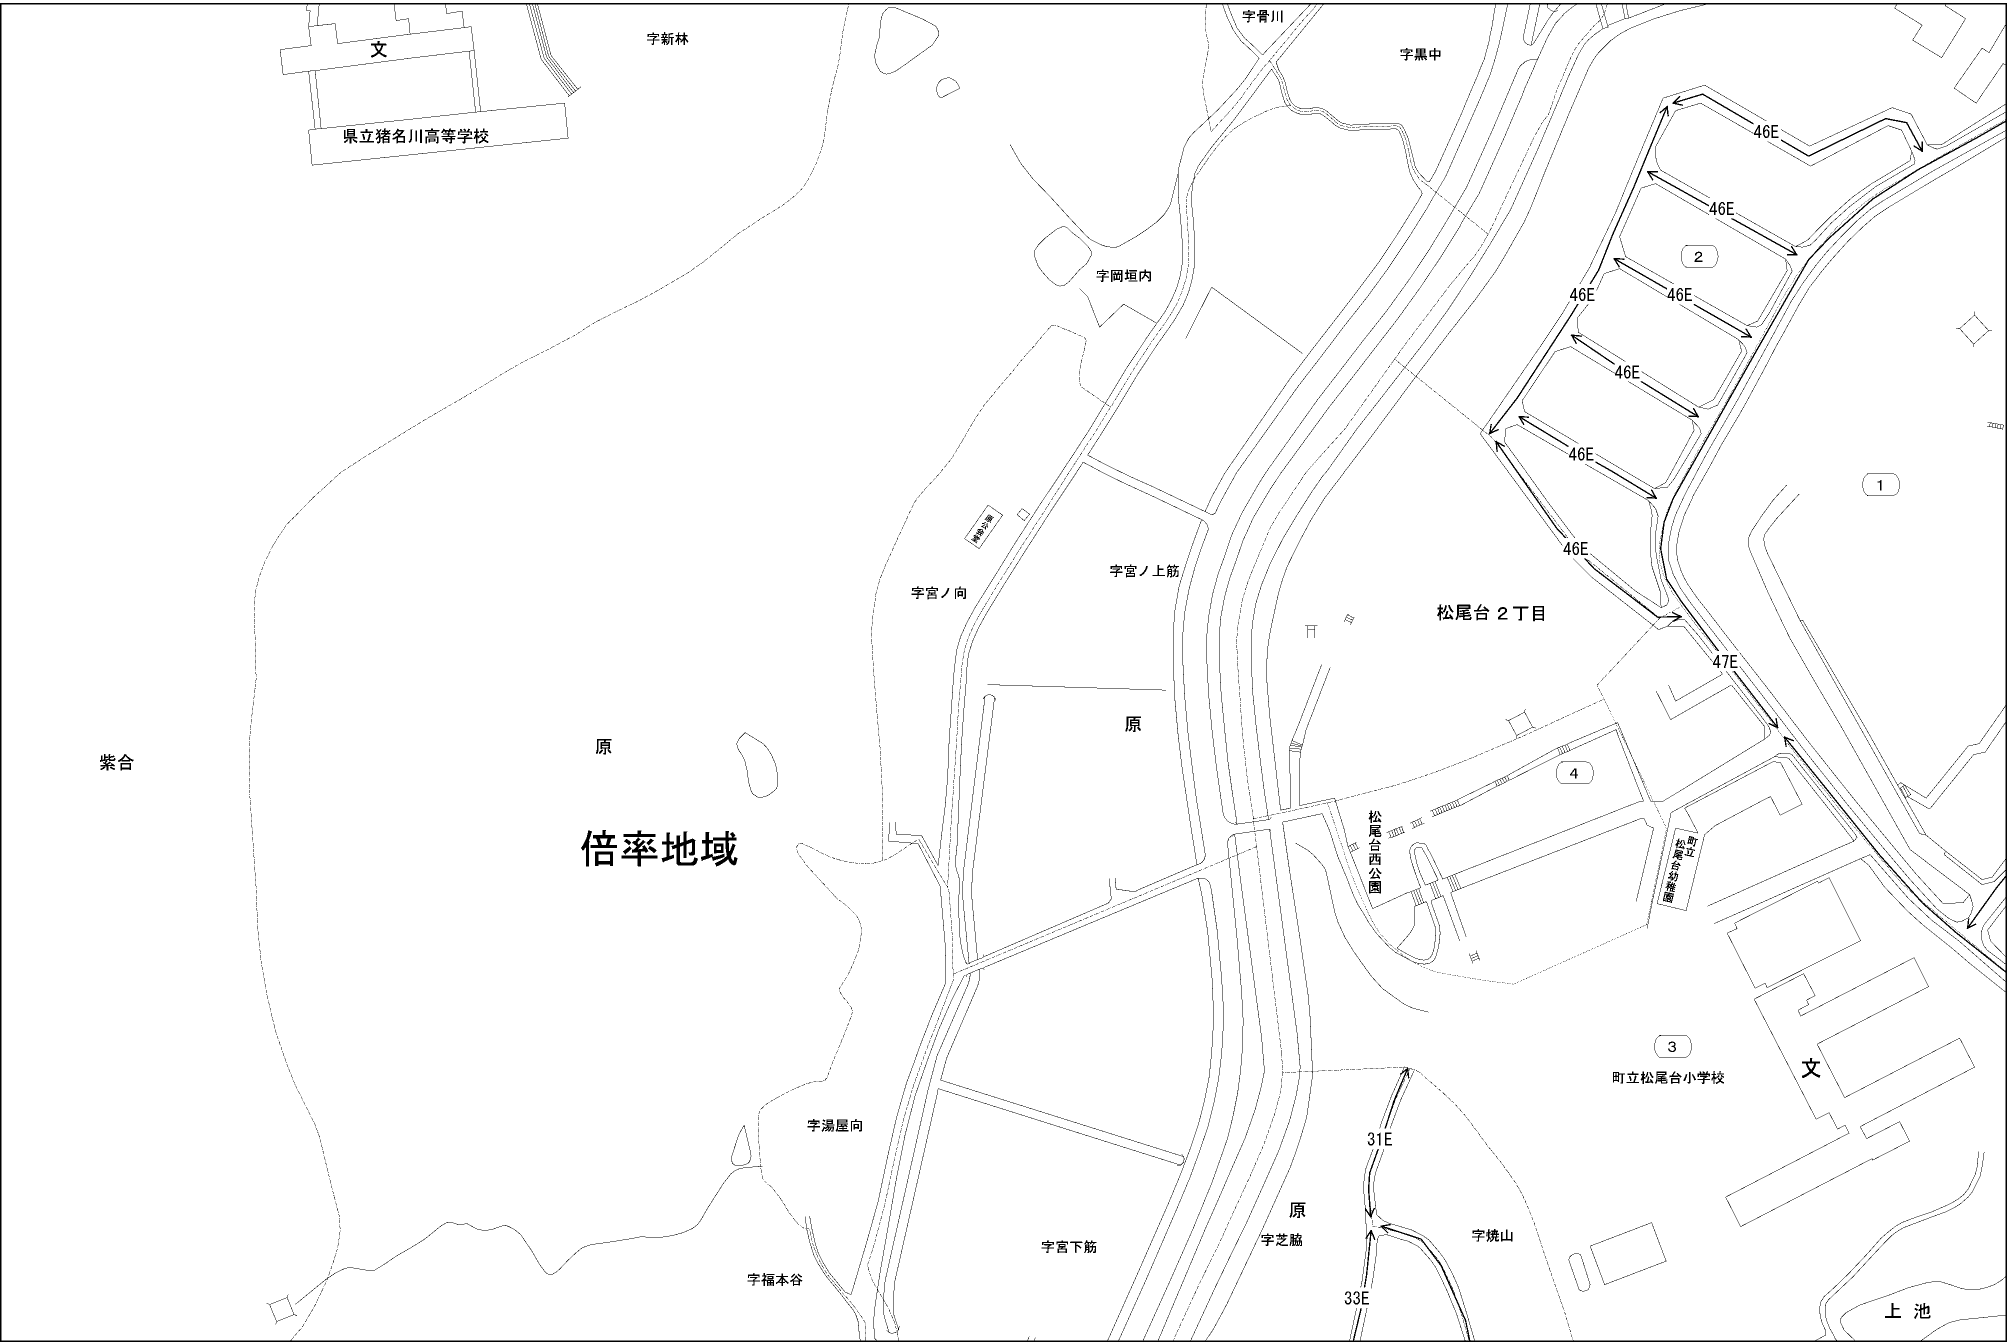 字骨川
字新林
文
字黒中
県立猪名川高等学校
46E
46E
2
字岡垣内
46E
46E
46E
46E
1
原公会堂
46E
字宮ノ上筋
字宮ノ向
松尾台2丁目
47E
原
原
紫合
4
倍率地域
松尾台西公園
町立
松尾台幼稚園
3
文
町立松尾台小学校
字湯屋向
31E
原
字芝脇
字焼山
字宮下筋
字福本谷
33E
上池